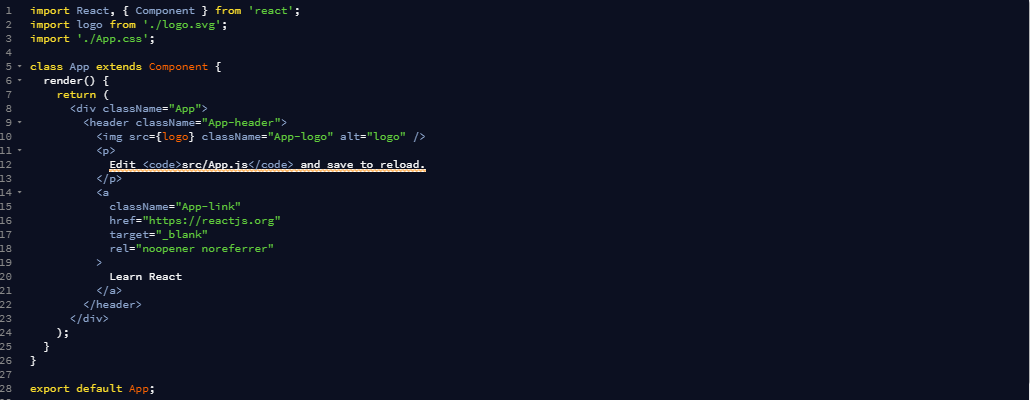 1 import React, { Component } from 'react';
2 import logo from './logo.svg';
3 import './App.css';
4
5 class App extends Component {
6 render() {
7 return (
8 <div className="App">
9 <header className="App-header">
10 <img src={logo} className="App-logo" alt="logo" />
11 <p>
12 Edit <code>src/App.js</code> and save to reload.
13 </p>
14 <a
15 className="App-link"
16 href="https://reactjs.org"
17 target="_blank"
18 rel="noopener noreferrer"
19 >
20 Learn React
21 </a>
22 </header>
23 </div>
24 );
25 }
26 }
27
28 export default App;